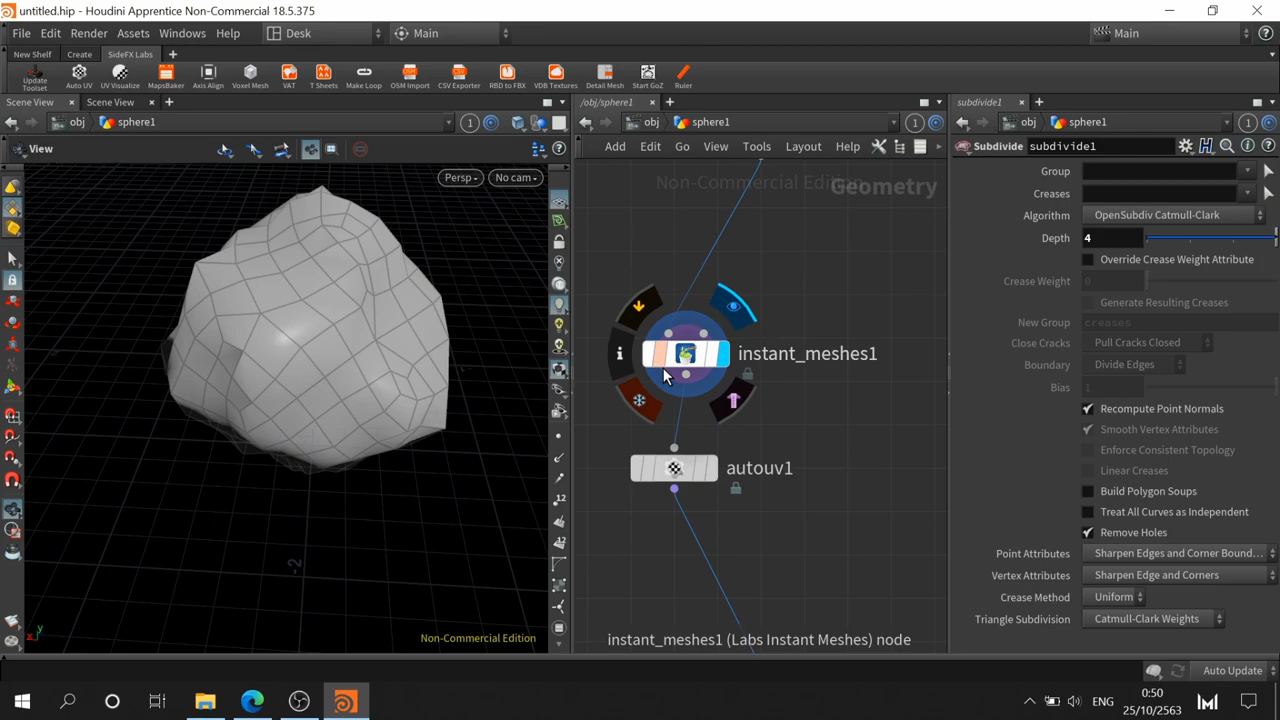 untitled.hip - Houdini Apprentice Non-Commercial 18.5.375
File Edit Render Assets Windows Help Desk Main Main
New Shelf Create SideFX Labs
Update Toolset Auto UV UV Visualize MapsBaker Axis Align Voxel Mesh VAT T Sheets Make Loop OSM Import CSV Exporter RBD to FBX VDB Textures Detail Mesh Start GoZ Ruler
Scene View Scene View
obj sphere1 1
View
Persp No cam
-2
x y
Non-Commercial Edition
/obj/sphere1
obj sphere1 1
Add Edit Go View Tools Layout Help
Non-Commercial Edition
Geometry
instant_meshes1
autouv1
instant_meshes1 (Labs Instant Meshes) node
subdivide1
obj sphere1 1
Subdivide subdivide1
Group
Creases
Algorithm OpenSubdiv Catmull-Clark
Depth 4
Override Crease Weight Attribute
Crease Weight 0
Generate Resulting Creases
New Group creases
Close Cracks Pull Cracks Closed
Boundary Divide Edges
Bias 1
Recompute Point Normals
Smooth Vertex Attributes
Enforce Consistent Topology
Linear Creases
Build Polygon Soups
Treat All Curves as Independent
Remove Holes
Point Attributes Sharpen Edges and Corner Bound...
Vertex Attributes Sharpen Edge and Corners
Crease Method Uniform
Triangle Subdivision Catmull-Clark Weights
Auto Update
ENG
0:50
25/10/2563